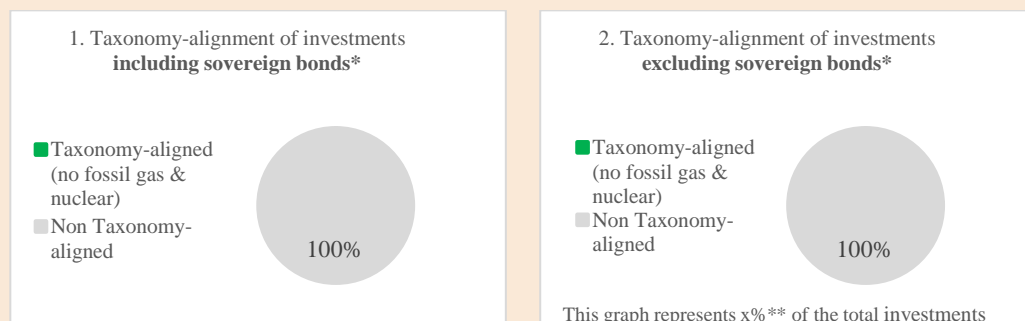 1. Taxonomy-alignment of investments
including sovereign bonds*
Taxonomy-aligned
(no fossil gas &
nuclear)
Non Taxonomy-
aligned
100%
2. Taxonomy-alignment of investments
excluding sovereign bonds*
Taxonomy-aligned
(no fossil gas &
nuclear)
Non Taxonomy-
aligned
100%
This graph represents x%** of the total investments